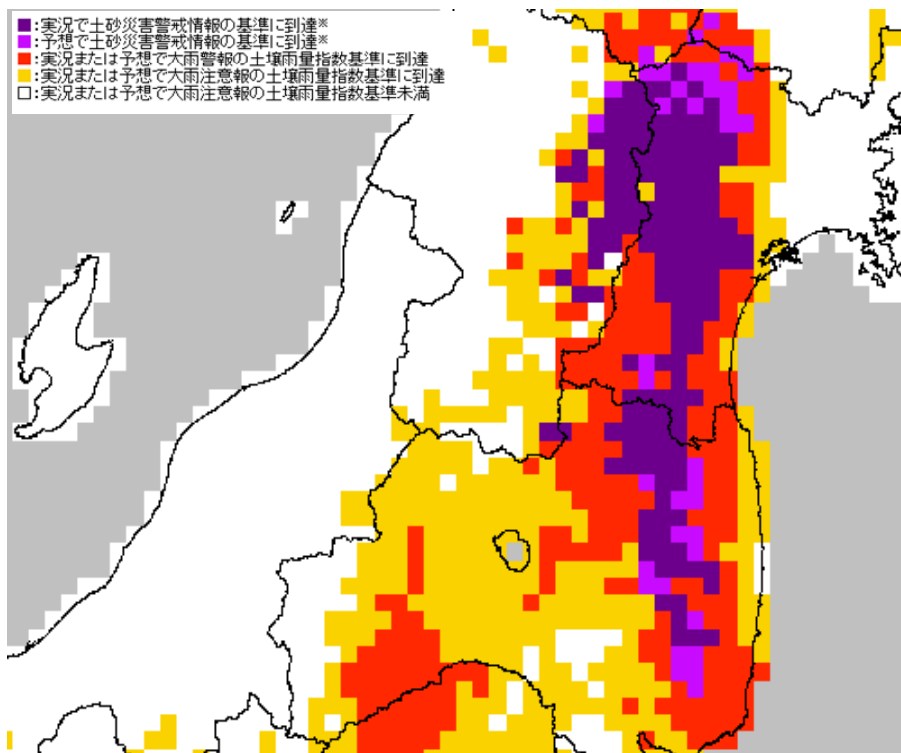 ■:実況で土砂災害警戒情報の基準に到達※
■:予想で土砂災害警戒情報の基準に到達※
■:実況または予想で大雨警報の土壌雨量指数基準に到達
■:実況または予想で大雨注意報の土壌雨量指数基準に到達
□:実況または予想で大雨注意報の土壌雨量指数基準未満